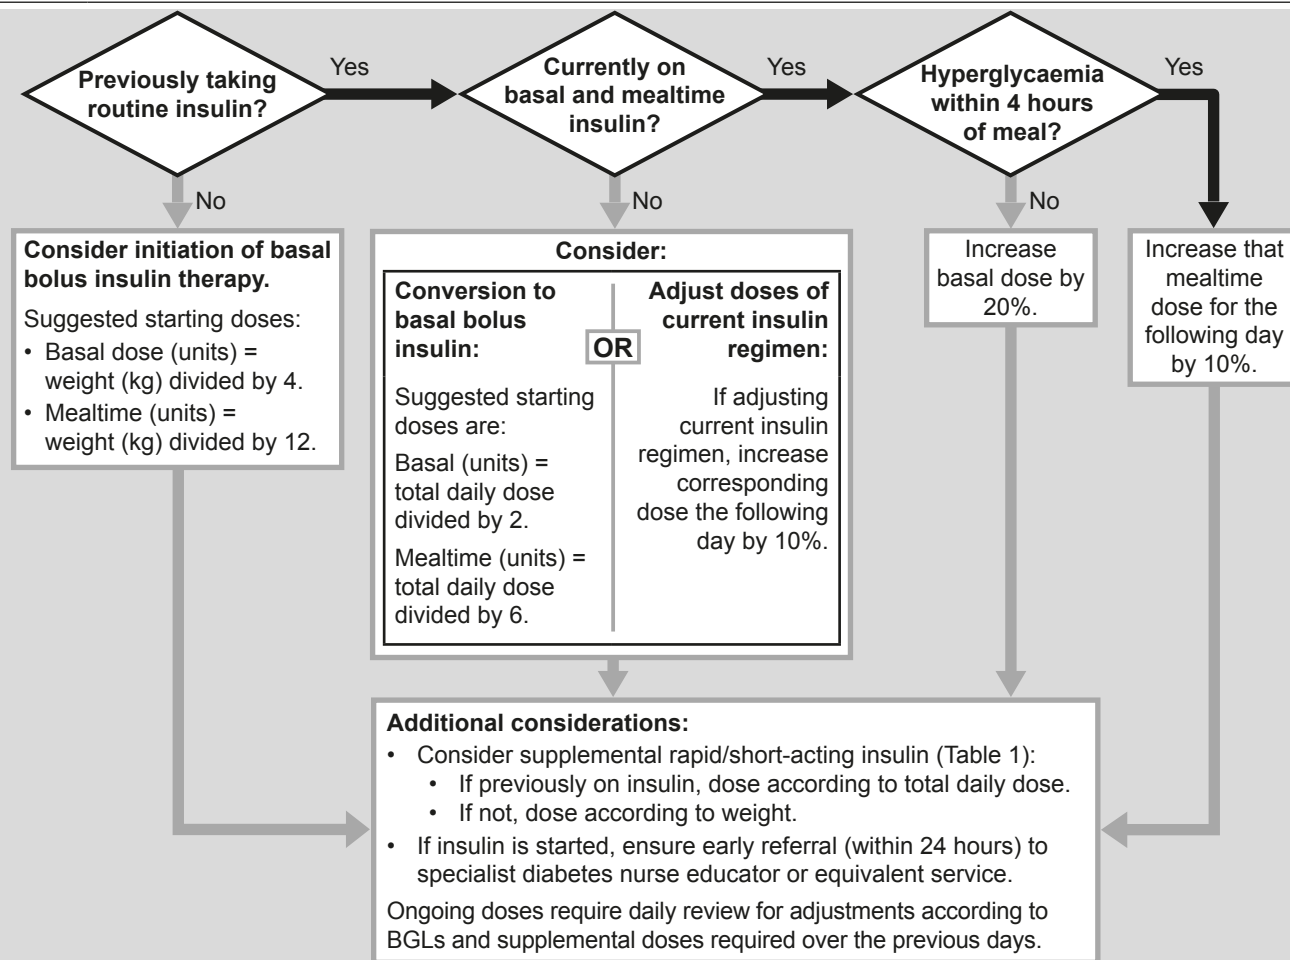 Previously taking
routine insulin?
Yes
Currently on
basal and mealtime
insulin?
Yes
Hyperglycaemia
within 4 hours
of meal?
Yes
No
No
No
Consider initiation of basal
bolus insulin therapy.
Suggested starting doses:
• Basal dose (units) =
weight (kg) divided by 4.
• Mealtime (units) =
weight (kg) divided by 12.
Consider:
Conversion to
basal bolus
insulin:
Suggested starting
doses are:
Basal (units) =
total daily dose
divided by 2.
Mealtime (units) =
total daily dose
divided by 6.
OR
Adjust doses of
current insulin
regimen:
If adjusting
current insulin
regimen, increase
corresponding
dose the following
day by 10%.
Increase
basal dose by
20%.
Increase that
mealtime
dose for the
following day
by 10%.
Additional considerations:
• Consider supplemental rapid/short-acting insulin (Table 1):
• If previously on insulin, dose according to total daily dose.
• If not, dose according to weight.
• If insulin is started, ensure early referral (within 24 hours) to
specialist diabetes nurse educator or equivalent service.
Ongoing doses require daily review for adjustments according to
BGLs and supplemental doses required over the previous days.